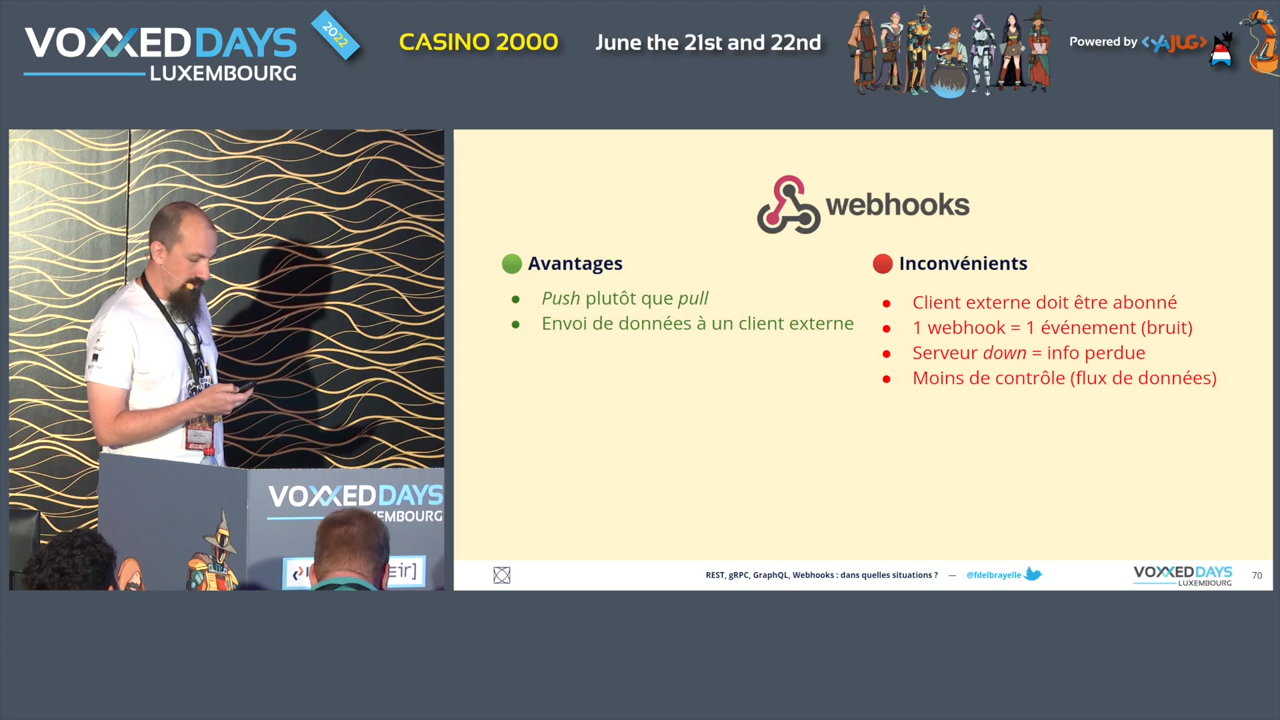 VOXXEDDAYS
LUXEMBOURG
2022
CASINO 2000
June the 21st and 22nd
Powered by <YAJUG>
webhooks
Avantages
Push plutôt que pull
Envoi de données à un client externe
Inconvénients
Client externe doit être abonné
1 webhook = 1 événement (bruit)
Serveur down = info perdue
Moins de contrôle (flux de données)
VOXXEDDAYS
EMBOURG
eir]
REST, gRPC, GraphQL, Webhooks : dans quelles situations ? — @fdelbrayelle
VOXXEDDAYS
LUXEMBOURG
70